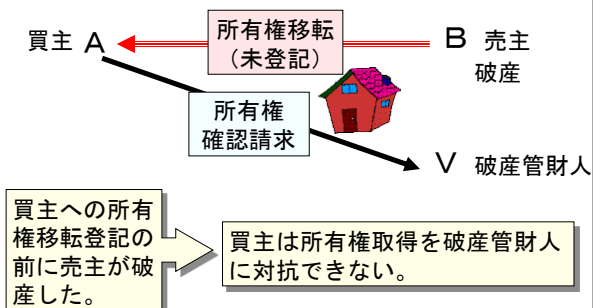 買主 A
所有権移転
（未登記）
B 売主
破産
所有権
確認請求
V 破産管財人
買主への所有
権移転登記の
前に売主が破
産した。
買主は所有権取得を破産管財人
に対抗できない。